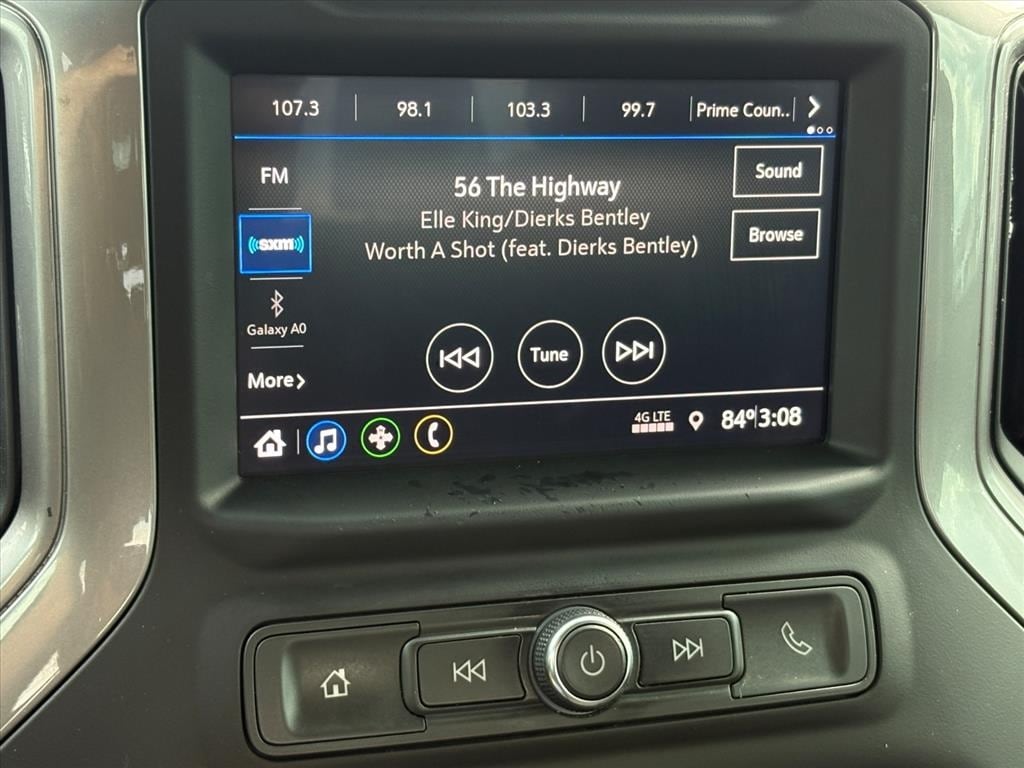 107.3 98.1 103.3 99.7 Prime Coun..
FM
56 The Highway
Sound
Elle King/Dierks Bentley
sxm
Browse
Worth A Shot (feat. Dierks Bentley)
Galaxy A0
Tune
More
4G LTE
84° 3:08